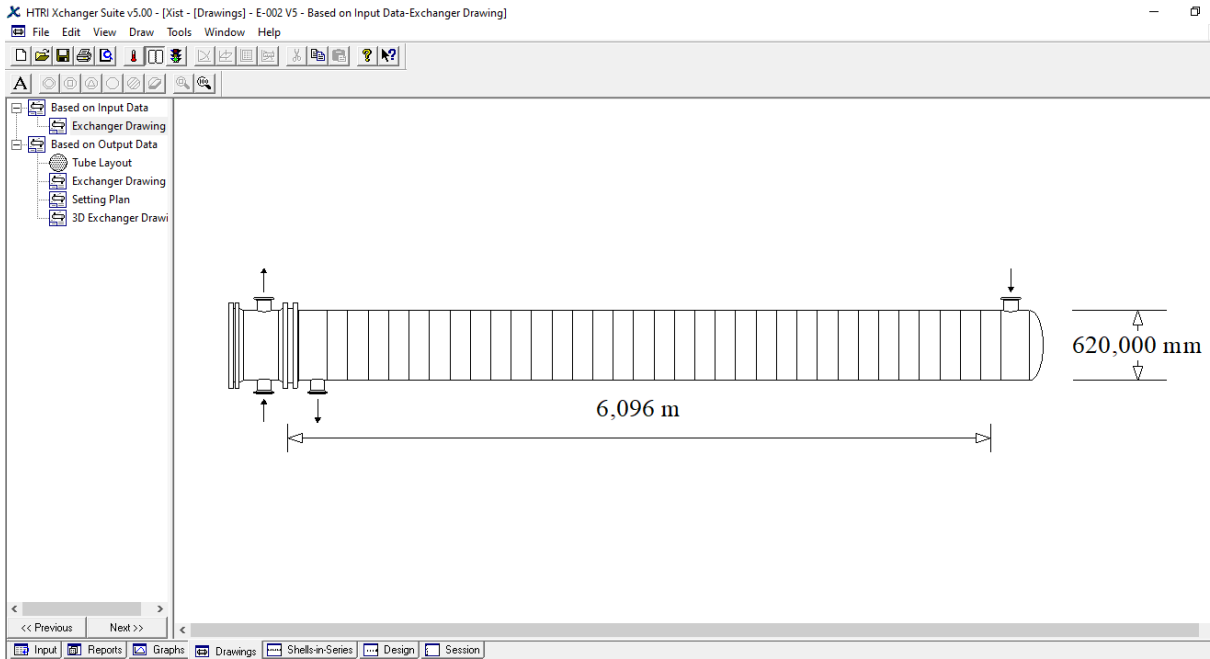 HTRI Xchanger Suite v5.00 - [Xist - [Drawings] - E-002 V5 - Based on Input Data-Exchanger Drawing]
File Edit View Draw Tools Window Help
A
Based on Input Data
Exchanger Drawing
Based on Output Data
Tube Layout
Exchanger Drawing
Setting Plan
3D Exchanger Drawi
620,000 mm
6,096 m
<< Previous Next >>
Input Reports Graphs Drawings Shells-in-Series Design Session